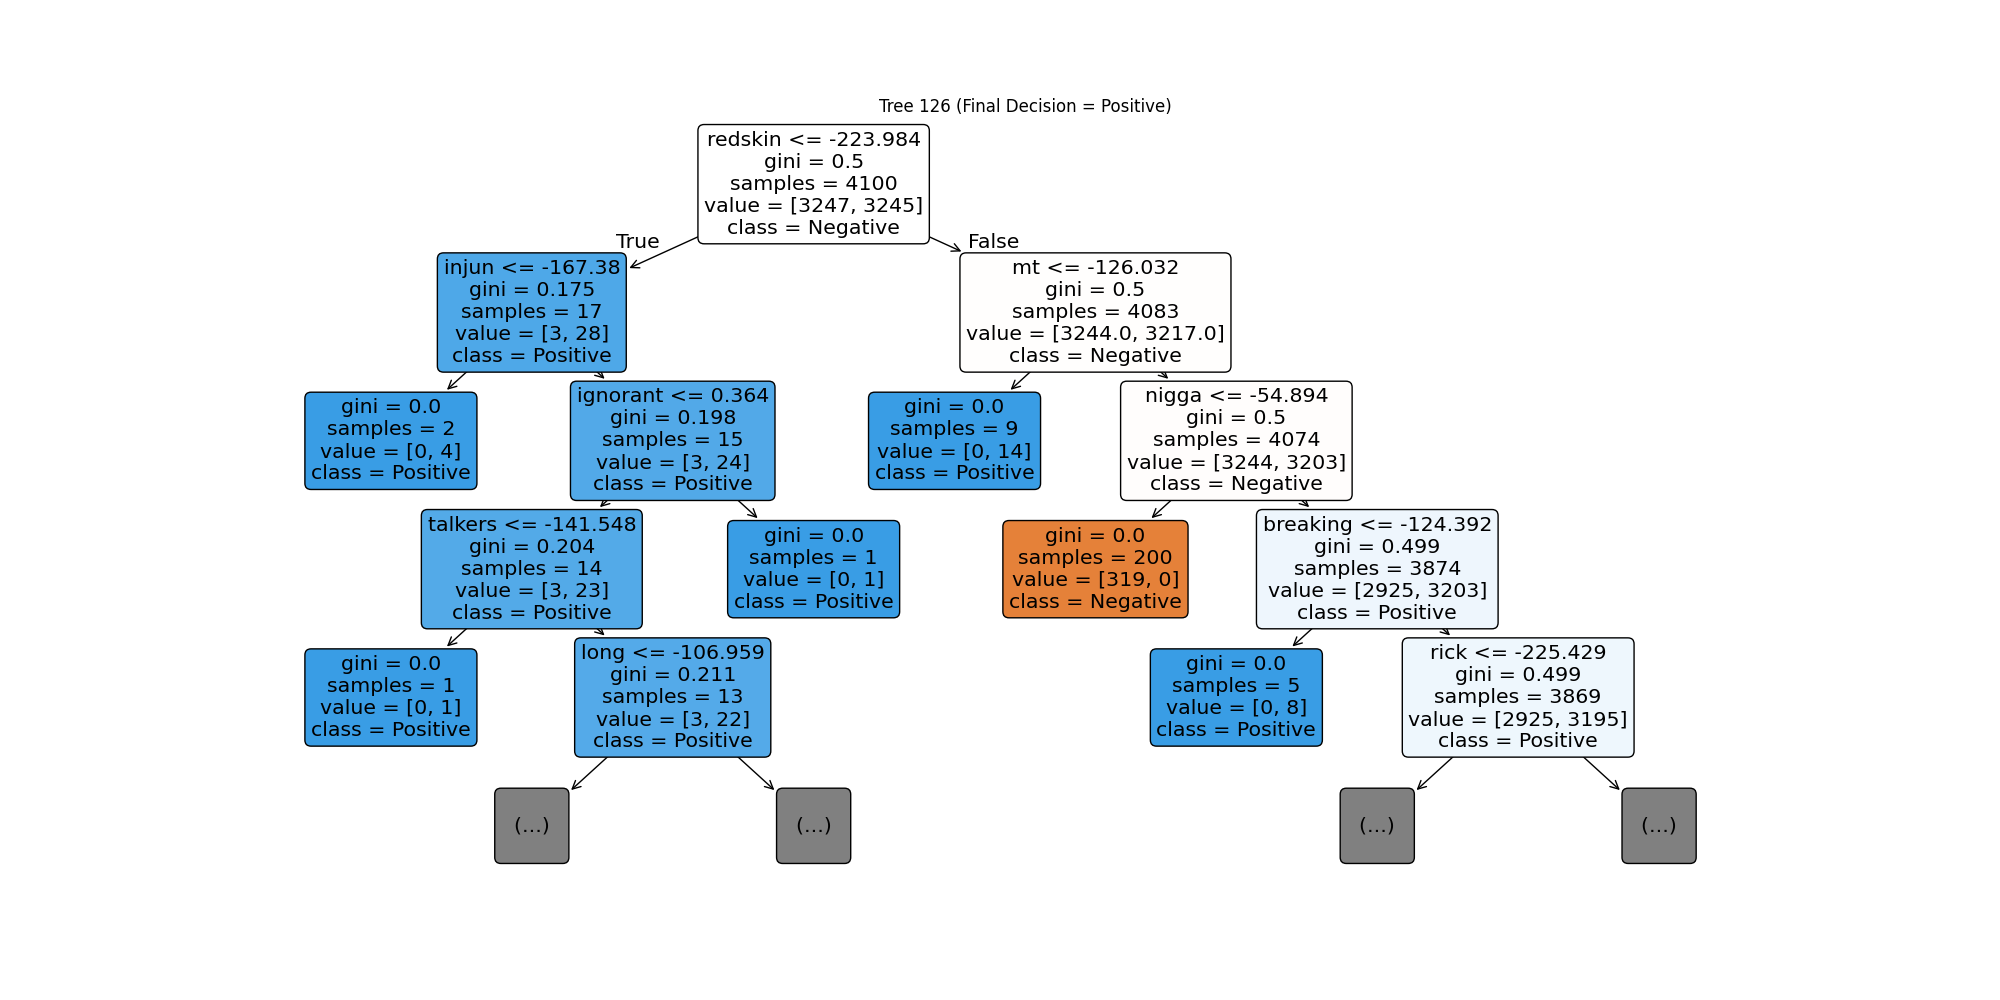 Tree 126 (Final Decision = Positive)
redskin <= -223.984
gini = 0.5
samples = 4100
value = [3247, 3245]
class = Negative
True
False
injun <= -167.38
gini = 0.175
samples = 17
value = [3, 28]
class = Positive
mt <= -126.032
gini = 0.5
samples = 4083
value = [3244.0, 3217.0]
class = Negative
gini = 0.0
samples = 2
value = [0, 4]
class = Positive
ignorant <= 0.364
gini = 0.198
samples = 15
value = [3, 24]
class = Positive
gini = 0.0
samples = 9
value = [0, 14]
class = Positive
nigga <= -54.894
gini = 0.5
samples = 4074
value = [3244, 3203]
class = Negative
talkers <= -141.548
gini = 0.204
samples = 14
value = [3, 23]
class = Positive
gini = 0.0
samples = 1
value = [0, 1]
class = Positive
gini = 0.0
samples = 200
value = [319, 0]
class = Negative
breaking <= -124.392
gini = 0.499
samples = 3874
value = [2925, 3203]
class = Positive
gini = 0.0
samples = 1
value = [0, 1]
class = Positive
long <= -106.959
gini = 0.211
samples = 13
value = [3, 22]
class = Positive
gini = 0.0
samples = 5
value = [0, 8]
class = Positive
rick <= -225.429
gini = 0.499
samples = 3869
value = [2925, 3195]
class = Positive
(...)
(...)
(...)
(...)